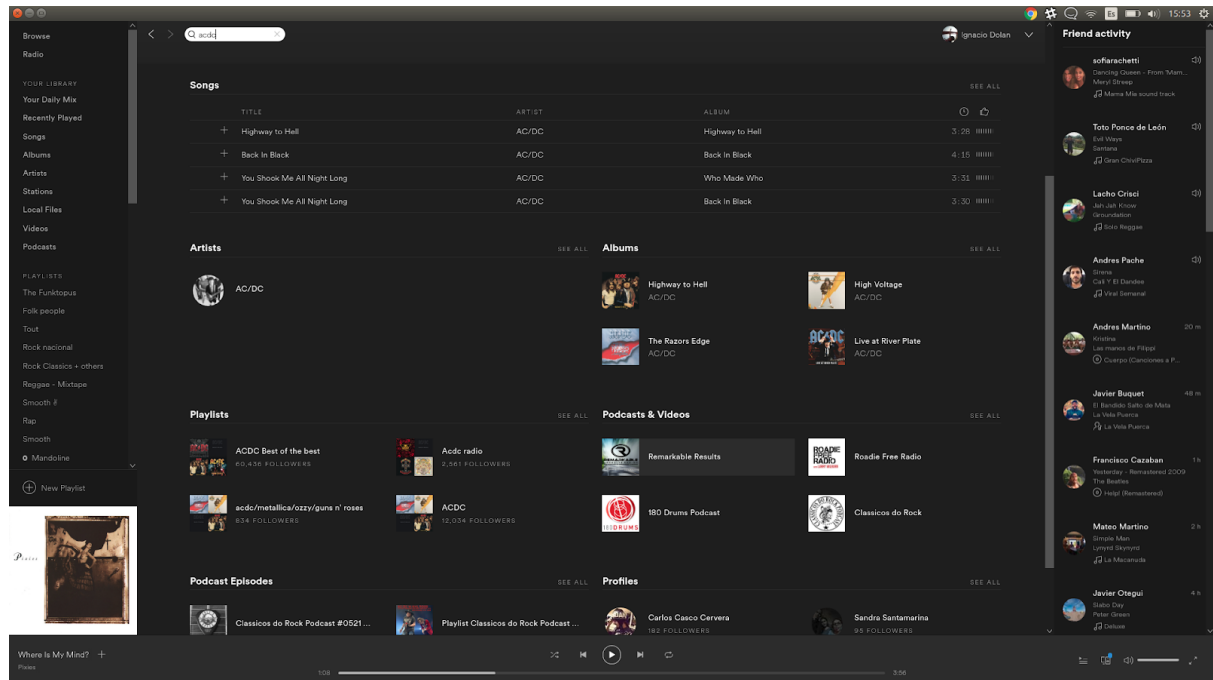 Es 15:53
Browse
Radio
YOUR LIBRARY
Your Daily Mix
Recently Played
Songs
Albums
Artists
Stations
Local Files
Videos
Podcasts
PLAYLISTS
The Funktopus
Folk people
Tout
Rock nacional
Rock Classics + others
Reggae - Mixtape
Smooth
Rap
Smooth
Mandoline
New Playlist
acdc
Ignacio Dolan
Songs SEE ALL
TITLE ARTIST ALBUM
Highway to Hell AC/DC Highway to Hell 3:28
Back In Black AC/DC Back In Black 4:15
You Shook Me All Night Long AC/DC Who Made Who 3:31
You Shook Me All Night Long AC/DC Back In Black 3:30
Artists SEE ALL
AC/DC
Albums SEE ALL
Highway to Hell
AC/DC
High Voltage
AC/DC
The Razors Edge
AC/DC
Live at River Plate
AC/DC
Playlists SEE ALL
ACDC Best of the best
60,436 FOLLOWERS
Acdc radio
2,561 FOLLOWERS
acdc/metallica/ozzy/guns n' roses
834 FOLLOWERS
ACDC
12,034 FOLLOWERS
Podcasts & Videos SEE ALL
Remarkable Results
ROADIE
FREE
RADIO
Roadie Free Radio
180 DRUMS
180 Drums Podcast
Classicos do Rock
Podcast Episodes SEE ALL
Classicos do Rock Podcast #0521 ...
Playlist Classicos do Rock Podcast ...
Profiles SEE ALL
Carlos Casco Cervera
182 FOLLOWERS
Sandra Santamarina
95 FOLLOWERS
Friend activity
sofiarachetti
Dancing Queen - From 'Mam...
Meryl Streep
Mama Mia sound track
Toto Ponce de León
Evil Ways
Santana
Gran ChiviPizza
Lacho Crisci
Jah Jah Know
Groundation
Solo Reggae
Andres Pache
Sirena
Cali Y El Dandee
Viral Semanal
Andres Martino 20 m
Kristina
Las manos de Filippi
Cuerpo (Canciones a P...
Javier Buquet 48 m
El Bandido Salto de Mata
La Vela Puerca
La Vela Puerca
Francisco Cazaban 1 h
Yesterday - Remastered 2009
The Beatles
Help! (Remastered)
Mateo Martino 2 h
Simple Man
Lynyrd Skynyrd
La Macanuda
Javier Otegui 4 h
Slabo Day
Peter Green
Deluxe
Pixies
Where Is My Mind?
Pixies
1:08 3:56